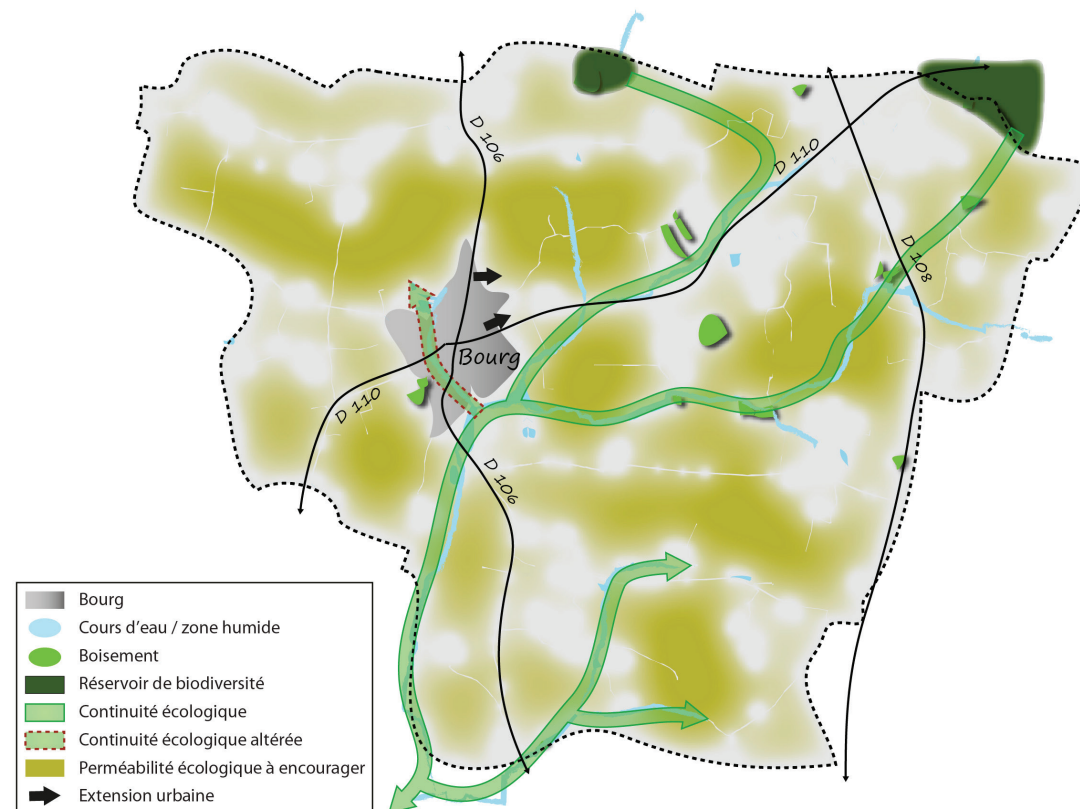 D 106
D 110
D 108
Bourg
D 110
D 106
Bourg
Cours d'eau / zone humide
Boisement
Réservoir de biodiversité
Continuité écologique
Continuité écologique altérée
Perméabilité écologique à encourager
Extension urbaine